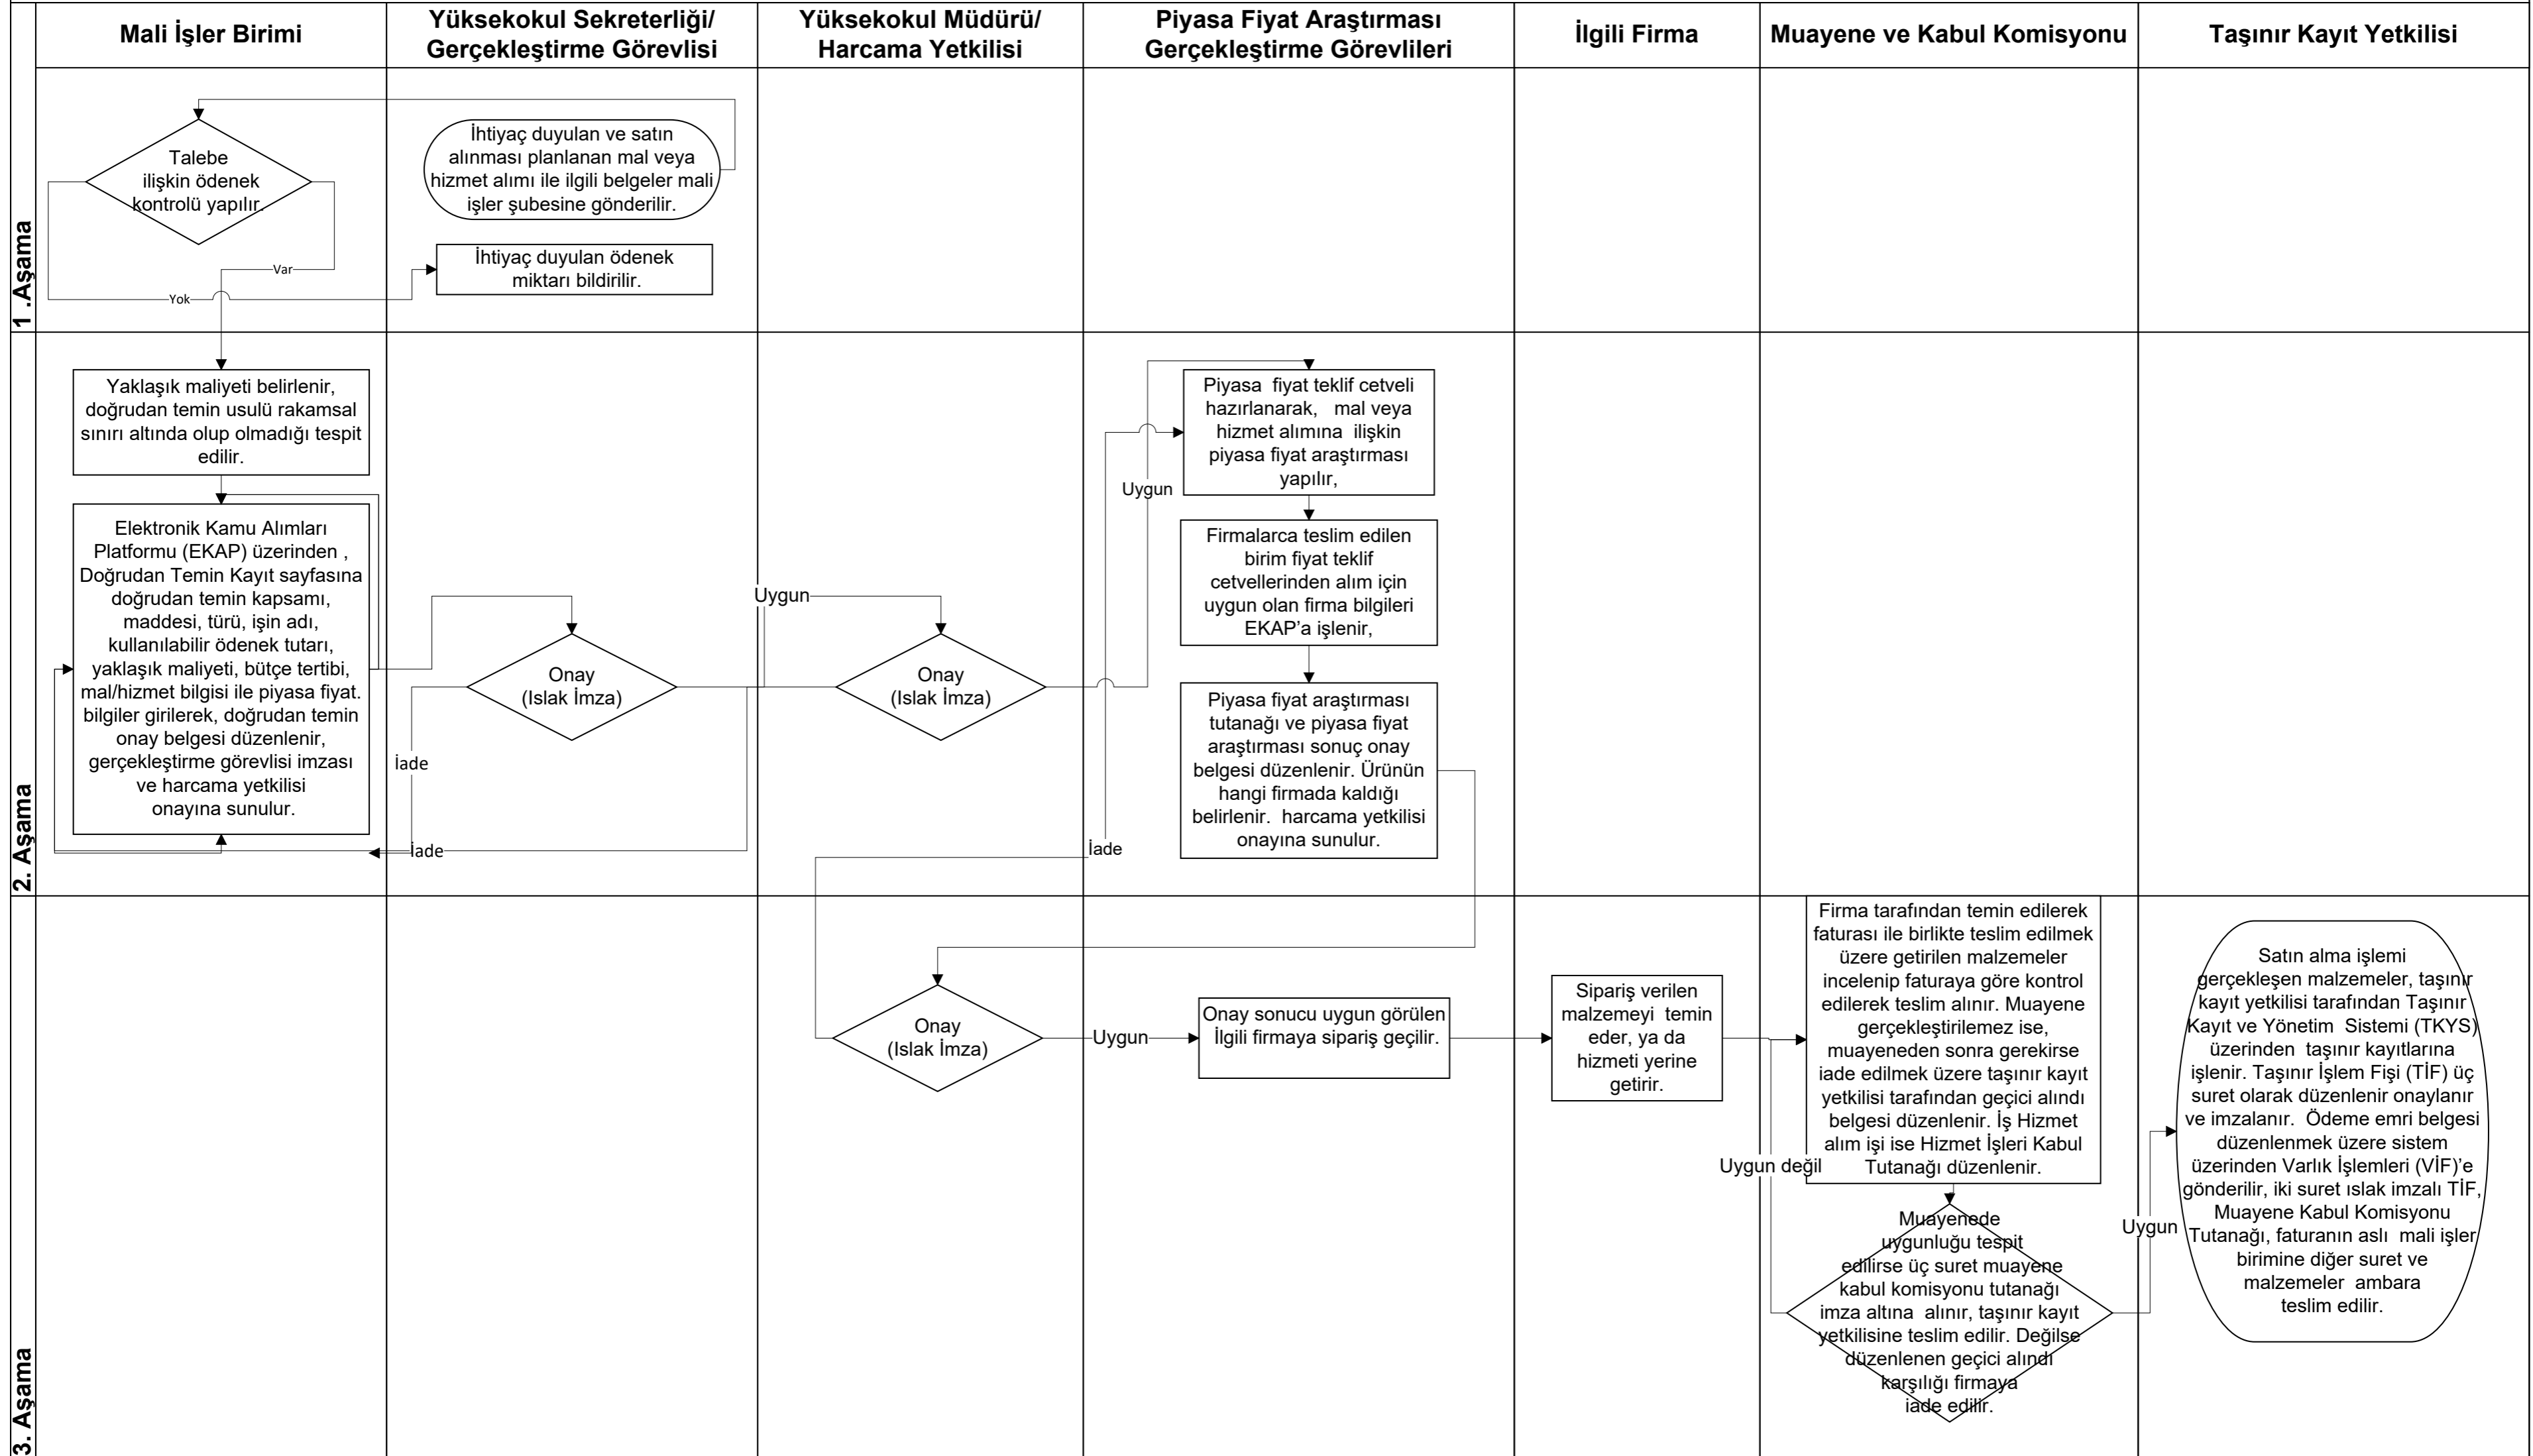 Mali İşler Birimi
Yüksekokul Sekreterliği/
Gerçekleştirme Görevlisi
Yüksekokul Müdürü/
Harcama Yetkilisi
Piyasa Fiyat Araştırması
Gerçekleştirme Görevlileri
İlgili Firma
Muayene ve Kabul Komisyonu
Taşınır Kayıt Yetkilisi
1 .Aşama
Talebe
ilişkin ödenek
kontrolü yapılır.
İhtiyaç duyulan ve satın
alınması planlanan mal veya
hizmet alımı ile ilgili belgeler mali
işler şubesine gönderilir.
İhtiyaç duyulan ödenek
miktarı bildirilir.
Var
Yok
2. Aşama
Yaklaşık maliyeti belirlenir,
doğrudan temin usulü rakamsal
sınırı altında olup olmadığı tespit
edilir.
Elektronik Kamu Alımları
Platformu (EKAP) üzerinden ,
Doğrudan Temin Kayıt sayfasına
doğrudan temin kapsamı,
maddesi, türü, işin adı,
kullanılabilir ödenek tutarı,
yaklaşık maliyeti, bütçe tertibi,
mal/hizmet bilgisi ile piyasa fiyat.
bilgiler girilerek, doğrudan temin
onay belgesi düzenlenir,
gerçekleştirme görevlisi imzası
ve harcama yetkilisi
onayına sunulur.
Onay
(Islak İmza)
İade
İade
Uygun
Onay
(Islak İmza)
Uygun
Piyasa fiyat teklif cetveli
hazırlanarak, mal veya
hizmet alımına ilişkin
piyasa fiyat araştırması
yapılır,
Firmalarca teslim edilen
birim fiyat teklif
cetvellerinden alım için
uygun olan firma bilgileri
EKAP’a işlenir,
Piyasa fiyat araştırması
tutanağı ve piyasa fiyat
araştırması sonuç onay
belgesi düzenlenir. Ürünün
hangi firmada kaldığı
belirlenir. harcama yetkilisi
onayına sunulur.
İade
3. Aşama
Onay
(Islak İmza)
Uygun
Onay sonucu uygun görülen
İlgili firmaya sipariş geçilir.
Sipariş verilen
malzemeyi temin
eder, ya da
hizmeti yerine
getirir.
Firma tarafından temin edilerek
faturası ile birlikte teslim edilmek
üzere getirilen malzemeler
incelenip faturaya göre kontrol
edilerek teslim alınır. Muayene
gerçekleştirilemez ise,
muayeneden sonra gerekirse
iade edilmek üzere taşınır kayıt
yetkilisi tarafından geçici alındı
belgesi düzenlenir. İş Hizmet
alım işi ise Hizmet İşleri Kabul
Tutanağı düzenlenir.
Uygun değil
Muayenede
uygunluğu tespit
edilirse üç suret muayene
kabul komisyonu tutanağı
imza altına alınır, taşınır kayıt
yetkilisine teslim edilir. Değilse
düzenlenen geçici alındı
karşılığı firmaya
iade edilir.
Uygun
Satın alma işlemi
gerçekleşen malzemeler, taşınır
kayıt yetkilisi tarafından Taşınır
Kayıt ve Yönetim Sistemi (TKYS)
üzerinden taşınır kayıtlarına
işlenir. Taşınır İşlem Fişi (TİF) üç
suret olarak düzenlenir onaylanır
ve imzalanır. Ödeme emri belgesi
düzenlenmek üzere sistem
üzerinden Varlık İşlemleri (VİF)’e
gönderilir, iki suret ıslak imzalı TİF,
Muayene Kabul Komisyonu
Tutanağı, faturanın aslı mali işler
birimine diğer suret ve
malzemeler ambara
teslim edilir.